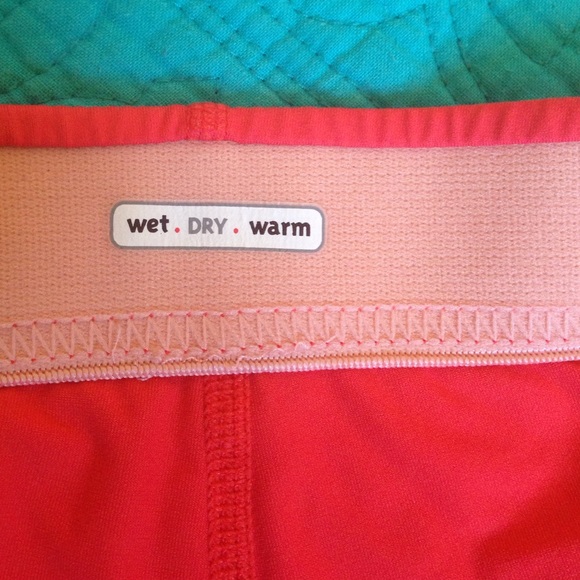 wet . DRY . warm